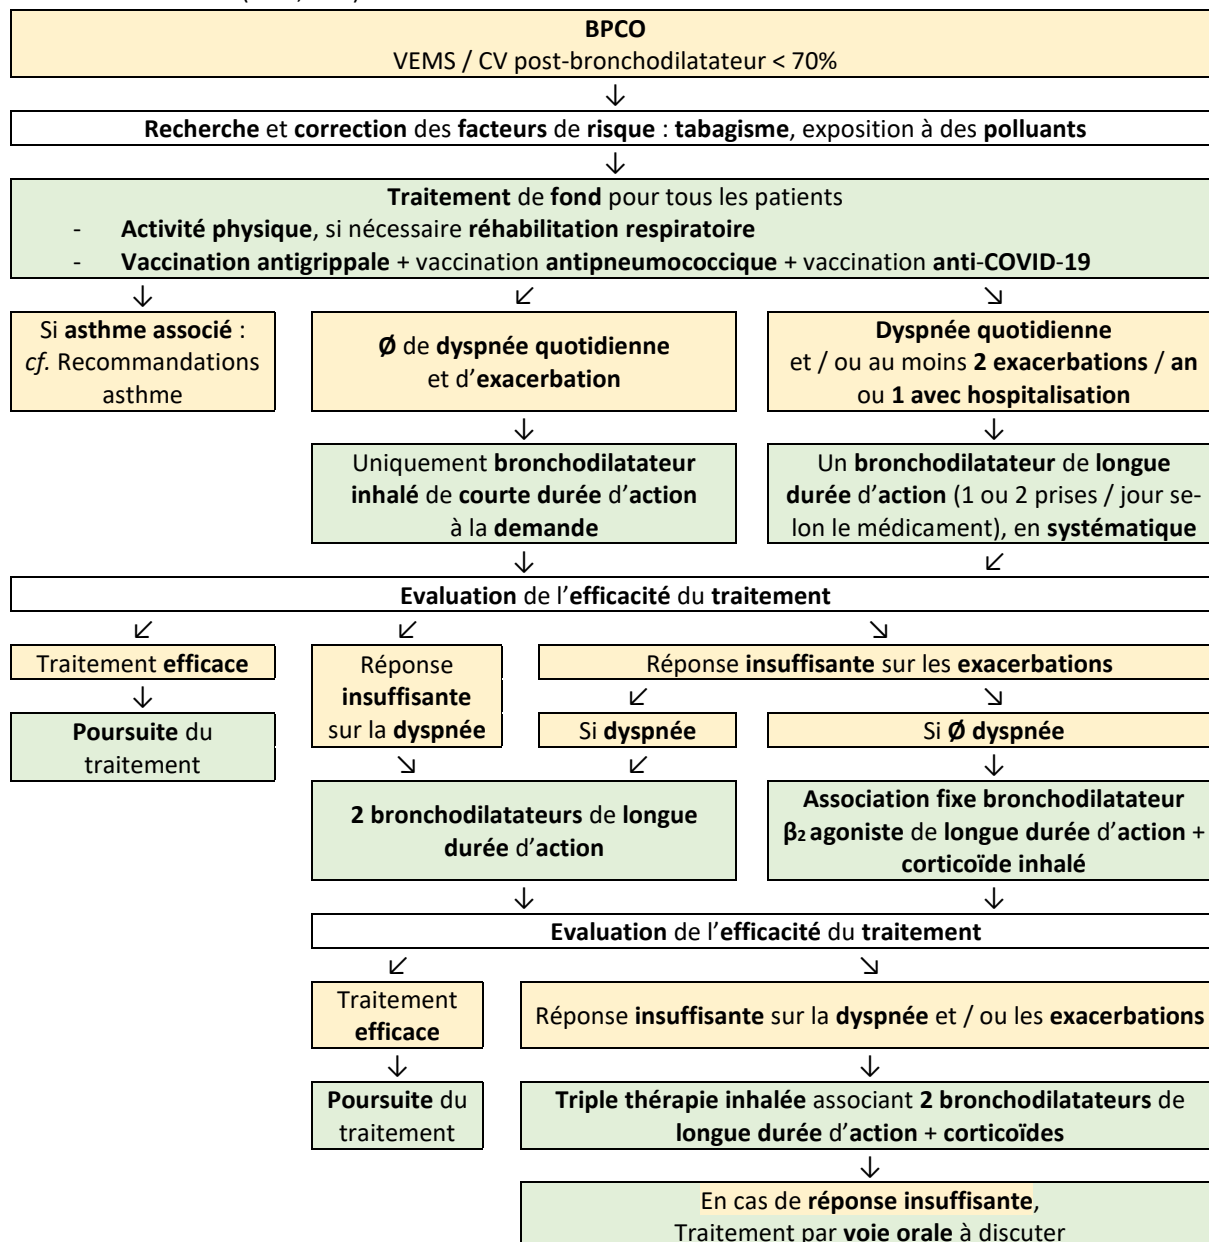 BPCO
VEMS / CV post-bronchodilatateur < 70%
↓
Recherche et correction des facteurs de risque : tabagisme, exposition à des polluants
↓
Traitement de fond pour tous les patients
- Activité physique, si nécessaire réhabilitation respiratoire
- Vaccination antigrippale + vaccination antipneumococcique + vaccination anti-COVID-19
↓ ↙ ↘
Si asthme associé :
cf. Recommandations
asthme
Ø de dyspnée quotidienne
et d’exacerbation
Dyspnée quotidienne
et / ou au moins 2 exacerbations / an
ou 1 avec hospitalisation
↓ ↓
Uniquement bronchodilatateur
inhalé de courte durée d’action
à la demande
Un bronchodilatateur de longue
durée d’action (1 ou 2 prises / jour se-
lon le médicament), en systématique
↓ ↙
Evaluation de l’efficacité du traitement
↙ ↙ ↘
Traitement efficace
↓
Poursuite du
traitement
Réponse
insuffisante
sur la dyspnée
Réponse insuffisante sur les exacerbations
↙ ↘
Si dyspnée
Si Ø dyspnée
↘ ↙ ↓
2 bronchodilatateurs de longue
durée d’action
Association fixe bronchodilatateur
β₂ agoniste de longue durée d’action +
corticoïde inhalé
↓ ↓
Evaluation de l’efficacité du traitement
↙ ↘
Traitement
efficace
↓
Poursuite du
traitement
Réponse insuffisante sur la dyspnée et / ou les exacerbations
↓
Triple thérapie inhalée associant 2 bronchodilatateurs de
longue durée d’action + corticoïdes
↓
En cas de réponse insuffisante,
Traitement par voie orale à discuter